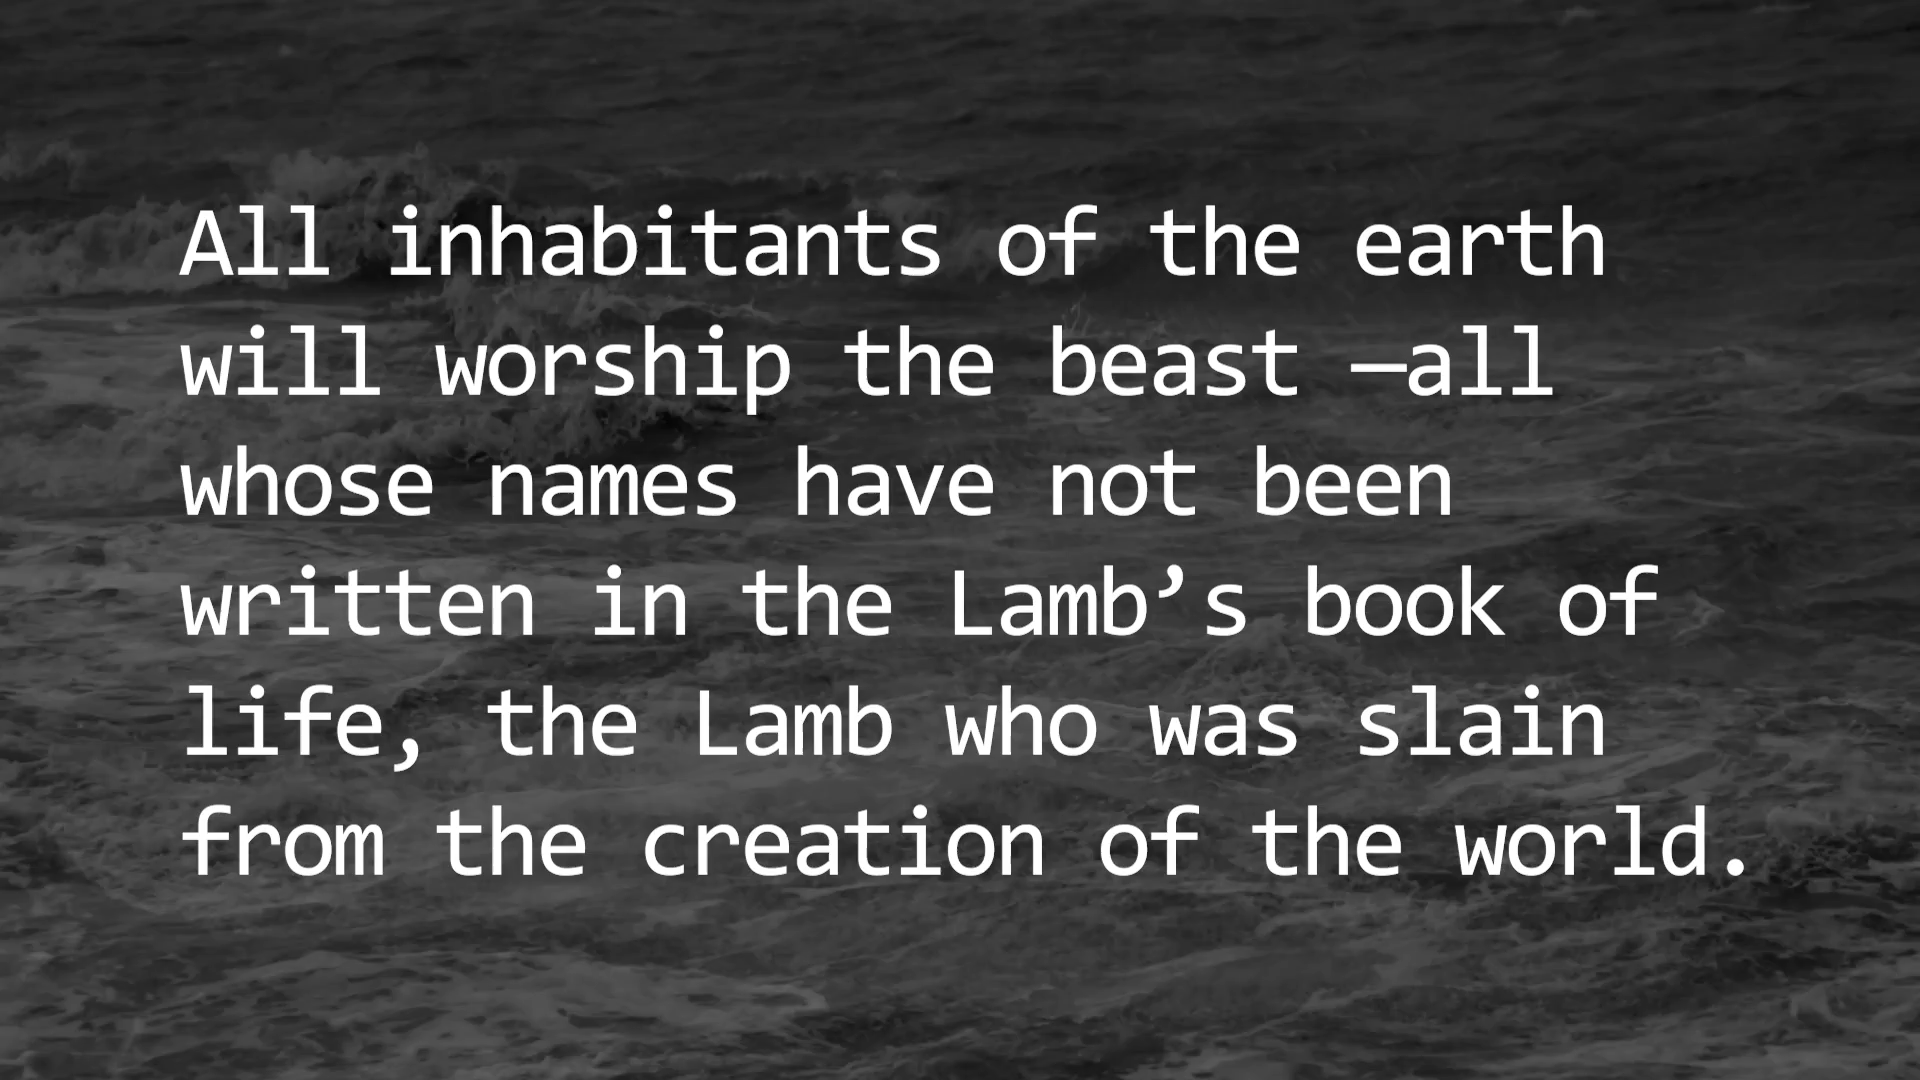 All inhabitants of the earth
will worship the beast —all
whose names have not been
written in the Lamb’s book of
life, the Lamb who was slain
from the creation of the world.